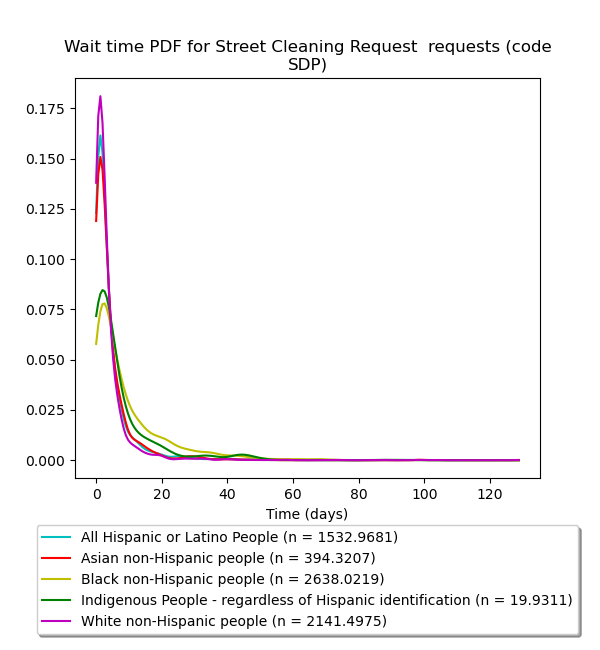 Wait time PDF for Street Cleaning Request  requests (code
SDP)
0.175
0.150
0.125
0.100
0.075
0.050
0.025
0.000
0 20 40 60 80 100 120
Time (days)
All Hispanic or Latino People (n = 1532.9681)
Asian non-Hispanic people (n = 394.3207)
Black non-Hispanic people (n = 2638.0219)
Indigenous People - regardless of Hispanic identification (n = 19.9311)
White non-Hispanic people (n = 2141.4975)